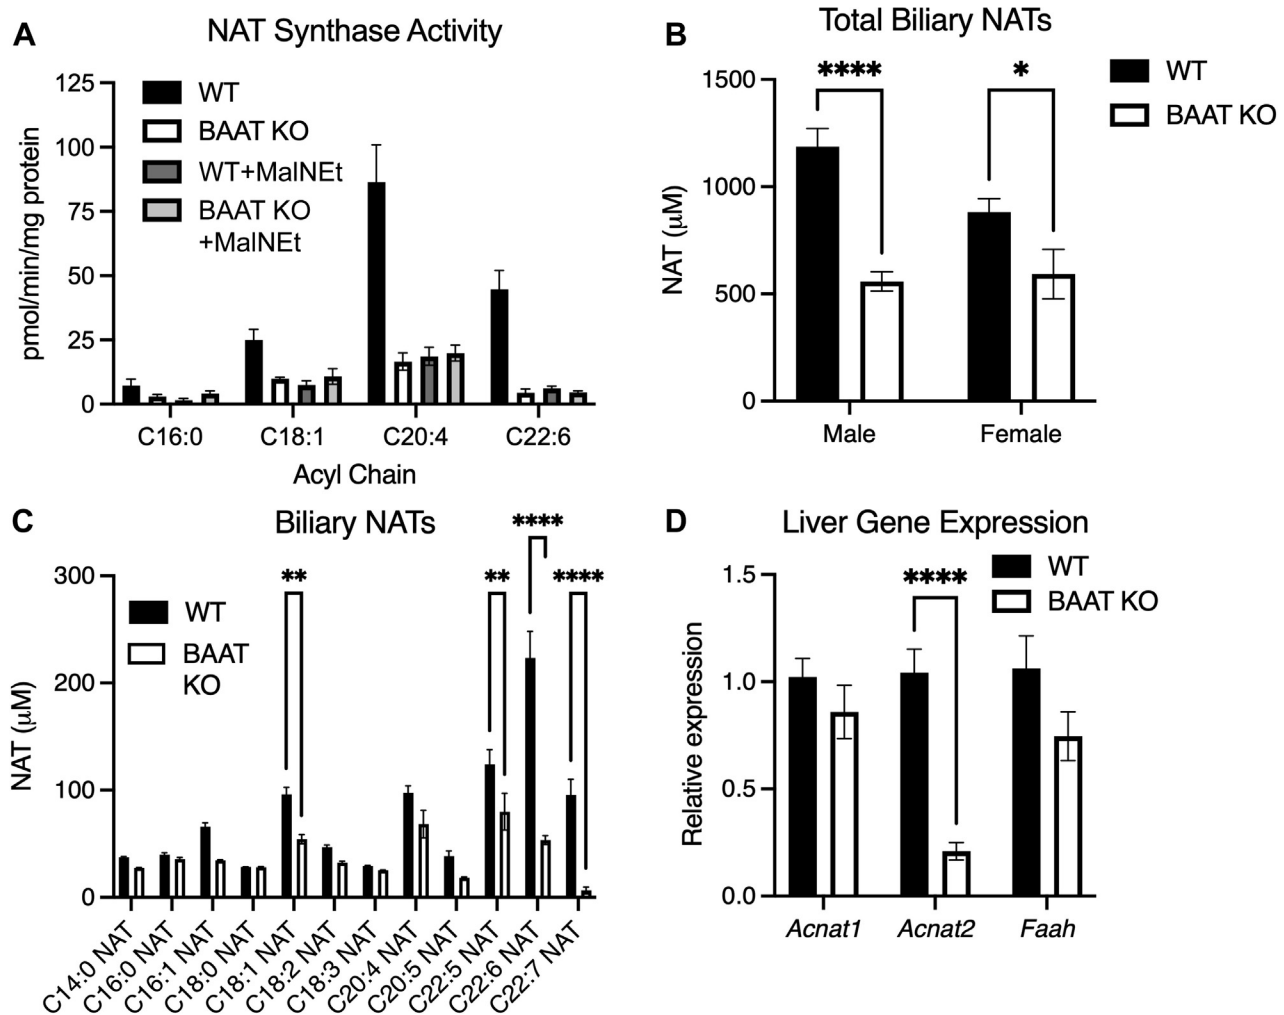 A
NAT Synthase Activity
125
100
75
50
25
0
pmol/min/mg protein
WT
BAAT KO
WT+MalNEt
BAAT KO
+MalNEt
C16:0
C18:1
C20:4
C22:6
Acyl Chain
B
Total Biliary NATs
1500
1000
500
0
NAT (μM)
****
*
WT
BAAT KO
Male
Female
C
Biliary NATs
300
200
100
0
NAT (μM)
WT
BAAT
KO
**
**
****
****
C14:0 NAT
C16:0 NAT
C16:1 NAT
C18:0 NAT
C18:1 NAT
C18:2 NAT
C18:3 NAT
C20:4 NAT
C20:5 NAT
C22:5 NAT
C22:6 NAT
C22:7 NAT
D
Liver Gene Expression
1.5
1.0
0.5
0.0
Relative expression
****
WT
BAAT KO
Acnat1
Acnat2
Faah